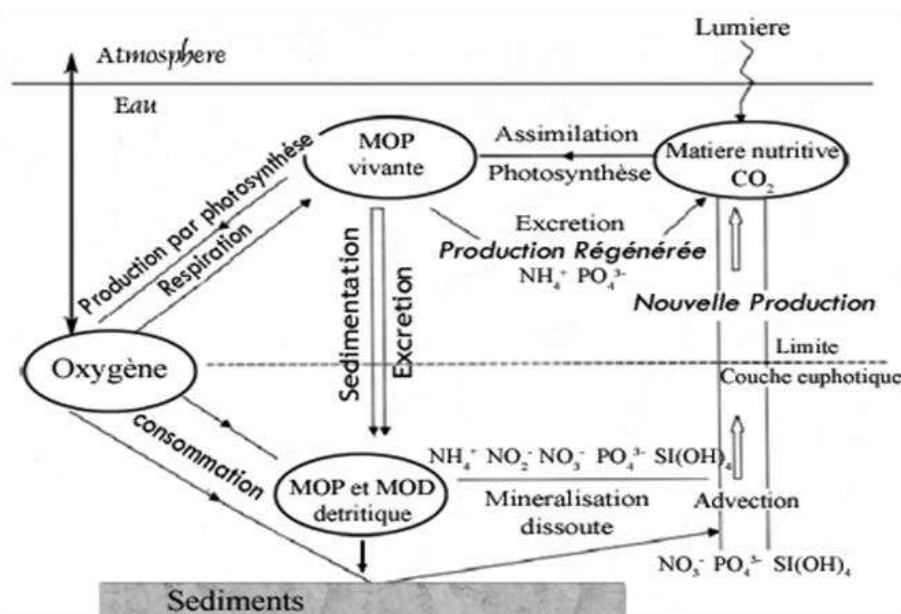 Lumiere
Atmosphere
Eau
MOP
vivante
Assimilation
Photosynthèse
Matiere nutritive
CO₂
Production par photosynthèse
Respiration
Excretion
Production Régénérée
NH₄⁺ PO₄³⁻
Sedimentation
Excretion
Nouvelle Production
Oxygène
Limite
Couche euphotique
consommation
MOP et MOD
detritique
NH₄⁺ NO₂⁻ NO₃⁻ PO₄³⁻ SI(OH)₄
Mineralisation
dissoute
Advection
NO₃⁻ PO₄³⁻ SI(OH)₄
Sediments